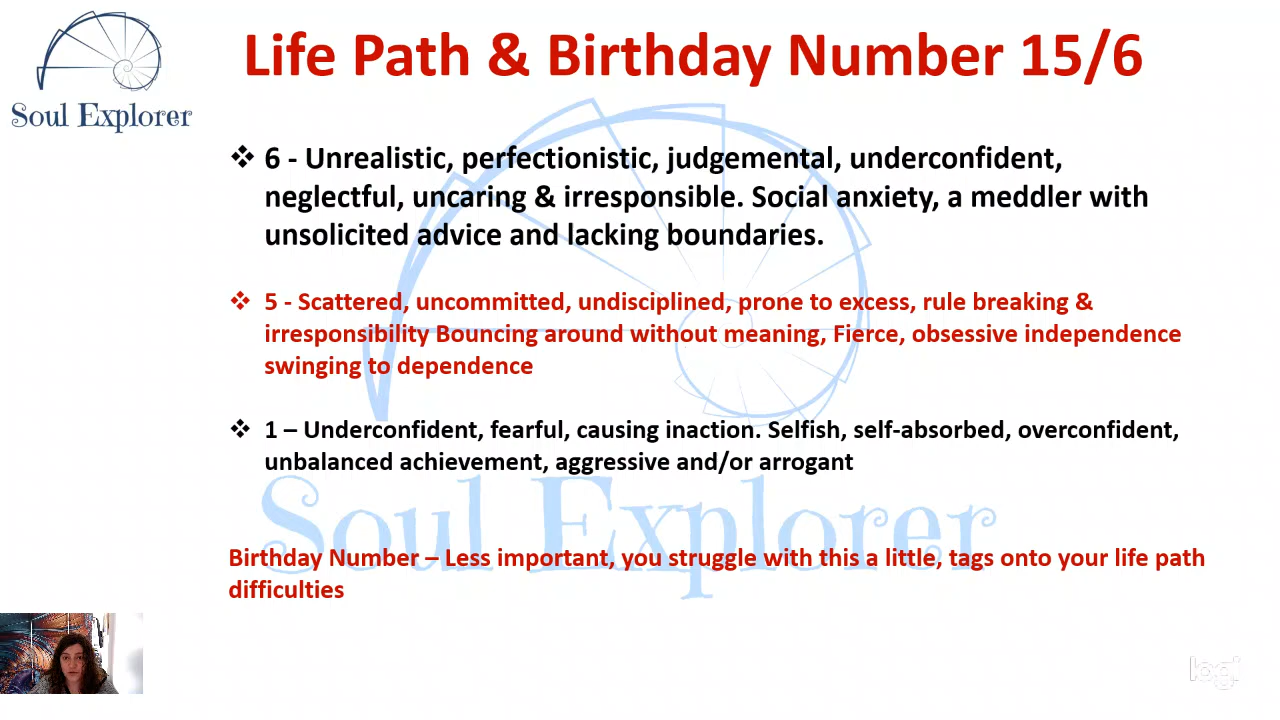 Life Path & Birthday Number 15/6
Soul Explorer
❖ 6 - Unrealistic, perfectionistic, judgemental, underconfident,
neglectful, uncaring & irresponsible. Social anxiety, a meddler with
unsolicited advice and lacking boundaries.
❖ 5 - Scattered, uncommitted, undisciplined, prone to excess, rule breaking &
irresponsibility Bouncing around without meaning, Fierce, obsessive independence
swinging to dependence
❖ 1 – Underconfident, fearful, causing inaction. Selfish, self-absorbed, overconfident,
unbalanced achievement, aggressive and/or arrogant
Soul Explorer
Birthday Number – Less important, you struggle with this a little, tags onto your life path
difficulties
logi